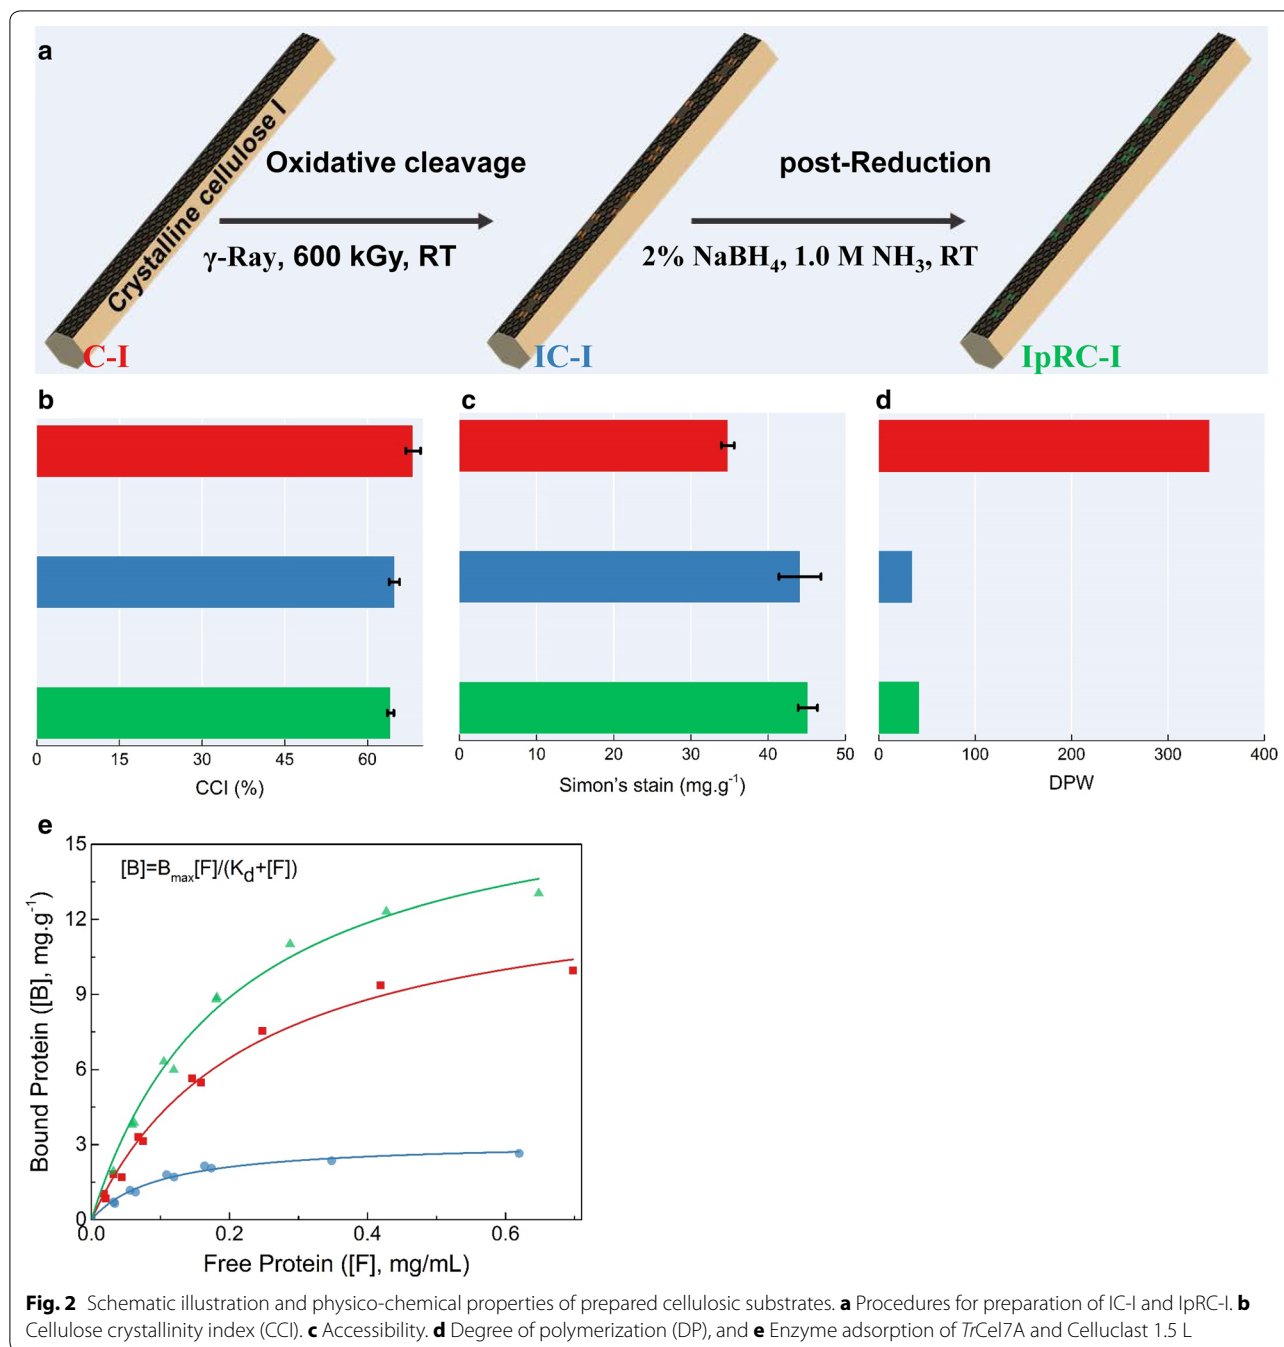 a
Crystalline cellulose I
Oxidative cleavage
γ-Ray, 600 kGy, RT
post-Reduction
2% NaBH4, 1.0 M NH3, RT
C-I
IC-I
IpRC-I
b
0 15 30 45 60
CCI (%)
c
0 10 20 30 40 50
Simon's stain (mg.g-1)
d
0 100 200 300 400
DPW
e
[B]=Bmax[F]/(Kd+[F])
15
12
9
6
3
0
Bound Protein ([B], mg.g-1)
0.0 0.2 0.4 0.6
Free Protein ([F], mg/mL)
Fig. 2 Schematic illustration and physico-chemical properties of prepared cellulosic substrates. a Procedures for preparation of IC-I and IpRC-I. b
Cellulose crystallinity index (CCI). c Accessibility. d Degree of polymerization (DP), and e Enzyme adsorption of TrCel7A and Celluclast 1.5 L